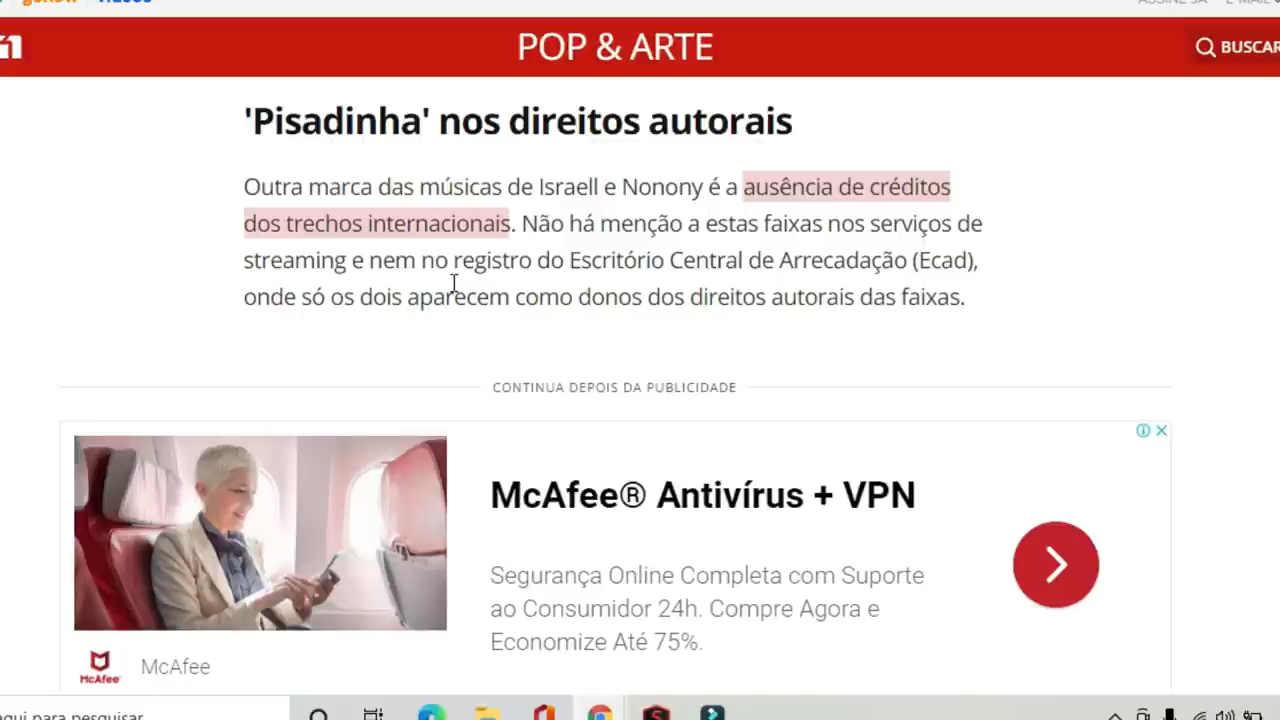 POP & ARTE
BUSCAR
'Pisadinha' nos direitos autorais
Outra marca das músicas de Israell e Nonony é a ausência de créditos
dos trechos internacionais. Não há menção a estas faixas nos serviços de
streaming e nem no registro do Escritório Central de Arrecadação (Ecad),
onde só os dois aparecem como donos dos direitos autorais das faixas.
CONTINUA DEPOIS DA PUBLICIDADE
McAfee® Antivírus + VPN
Segurança Online Completa com Suporte
ao Consumidor 24h. Compre Agora e
Economize Até 75%.
McAfee
McAfee
aqui para pesquisar